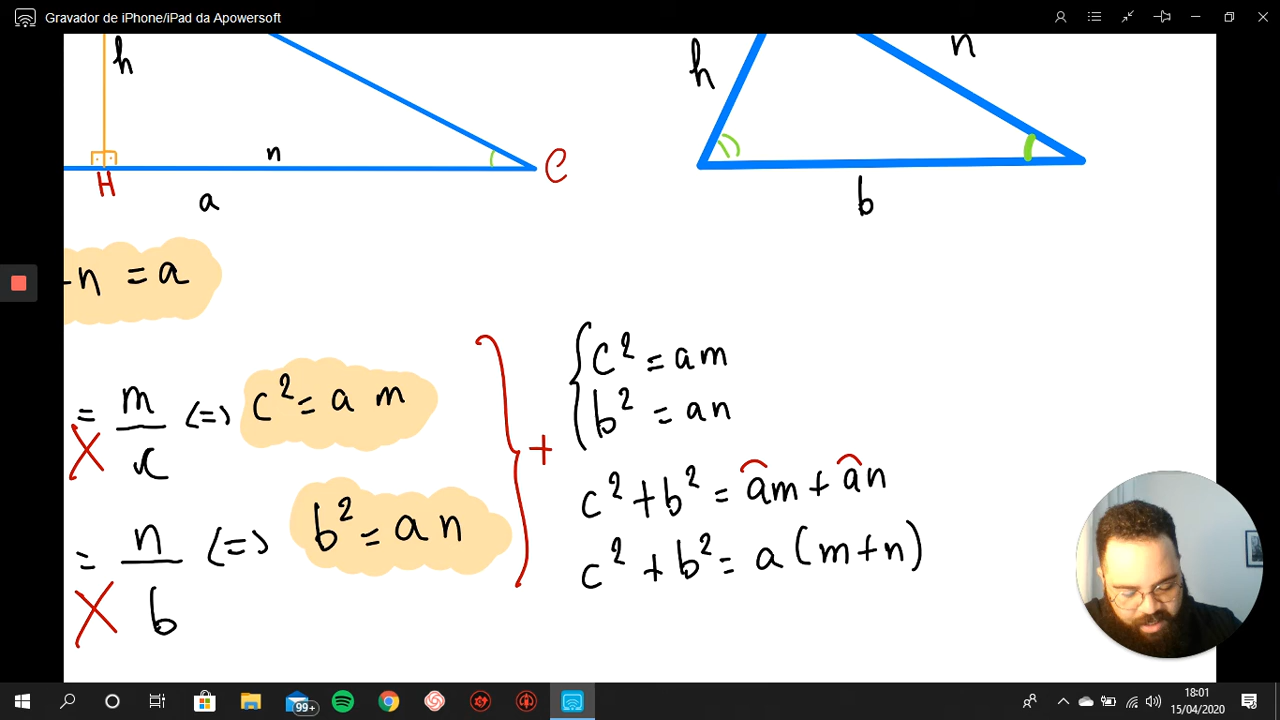 Gravador de iPhone/iPad da Apowersoft
h
n
h
n
H
C
a
b
n = a
c² = am
b² = an
= m/c (=) c² = a m
+
c² + b² = am + an
= n/b (=) b² = a n
c² + b² = a (m+n)
99+
18:01
15/04/2020